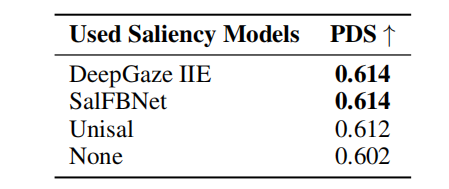 Used Saliency Models PDS ↑
DeepGaze IIE 0.614
SalFBNet 0.614
Unisal 0.612
None 0.602